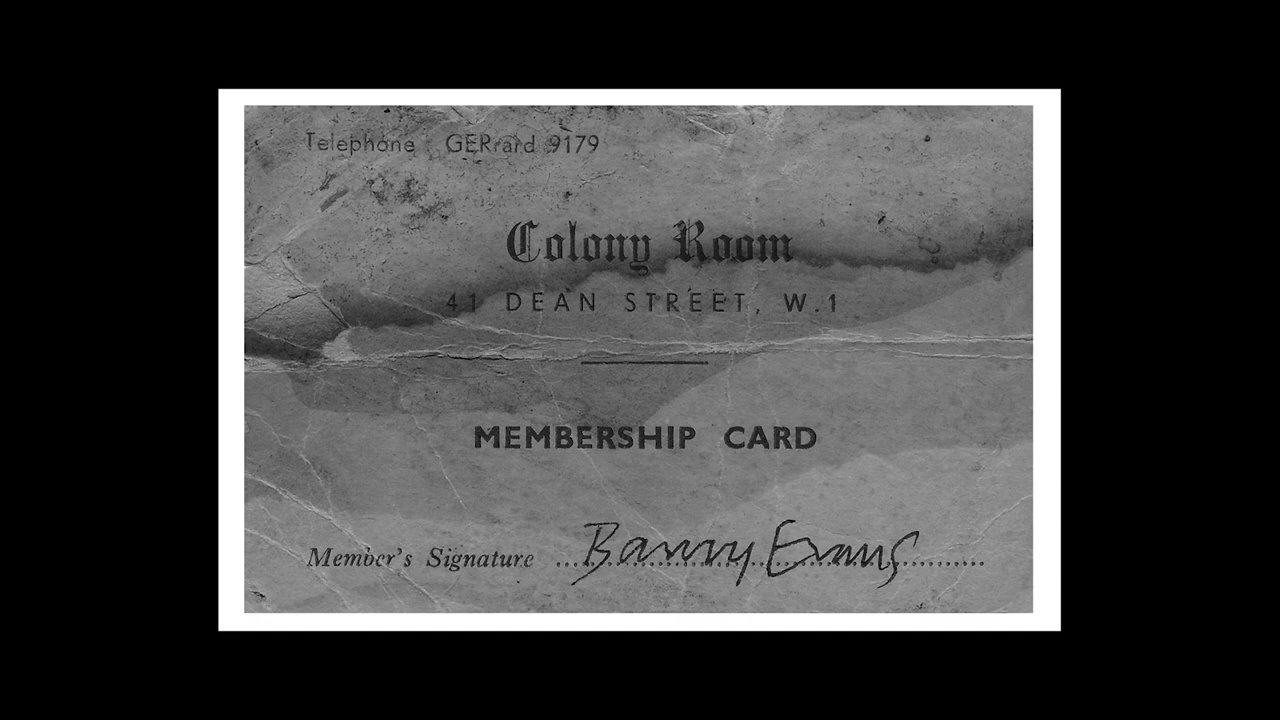 Telephone : GERrard 9179
Colony Room
41 DEAN STREET, W.1
MEMBERSHIP CARD
Member's Signature Barry Evans